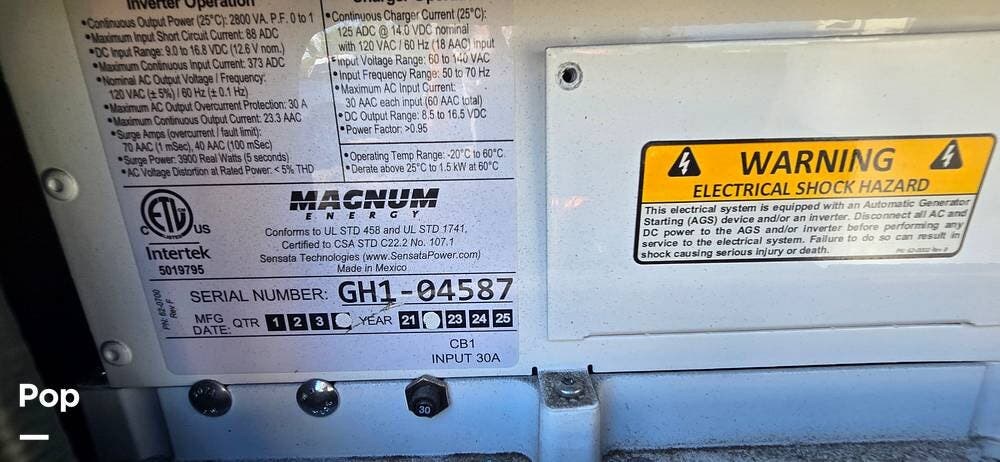 Inverter Operation
•Continuous Output Power (25°C): 2800 VA. P.F. 0 to 1
•Maximum Input Short Circuit Current: 88 ADC
•DC Input Range: 9.0 to 16.8 VDC (12.6 V nom.)
•Maximum Continuous Input Current: 373 ADC
•Nominal AC Output Voltage / Frequency:
120 VAC (± 5%) / 60 Hz (± 0.1 Hz)
•Maximum AC Output Overcurrent Protection: 30 A
•Maximum Continuous Output Current: 23.3 AAC
•Surge Amps (overcurrent / fault limit):
70 AAC (1 mSec), 40 AAC (100 mSec)
•Surge Power: 3900 Real Watts (5 seconds)
•AC Voltage Distortion at Rated Power: < 5% THD
Charger Operation
•Continuous Charger Current (25°C):
125 ADC @ 14.0 VDC nominal
with 120 VAC / 60 Hz (18 AAC) input
•Input Voltage Range: 60 to 140 VAC
•Input Frequency Range: 50 to 70 Hz
•Maximum AC Input Current:
30 AAC each input (60 AAC total)
•DC Output Range: 8.5 to 16.5 VDC
•Power Factor: >0.95
•Operating Temp Range: -20°C to 60°C.
•Derate above 25°C to 1.5 kW at 60°C
ETL
C US
Intertek
5019795
MAGNUM
ENERGY
Conforms to UL STD 458 and UL STD 1741,
Certified to CSA STD C22.2 No. 107.1
Sensata Technologies (www.SensataPower.com)
Made in Mexico
PN: 62-0700
Rev F
SERIAL NUMBER: GH1-04587
MFG DATE: QTR 1 2 3 YEAR 21 23 24 25
CB1
INPUT 30A
30
WARNING
ELECTRICAL SHOCK HAZARD
This electrical system is equipped with an Automatic Generator
Starting (AGS) device and/or an inverter. Disconnect all AC and
DC power to the AGS and/or Inverter before performing any
service to the electrical system. Failure to do so can result in
shock causing serious injury or death.
Pop